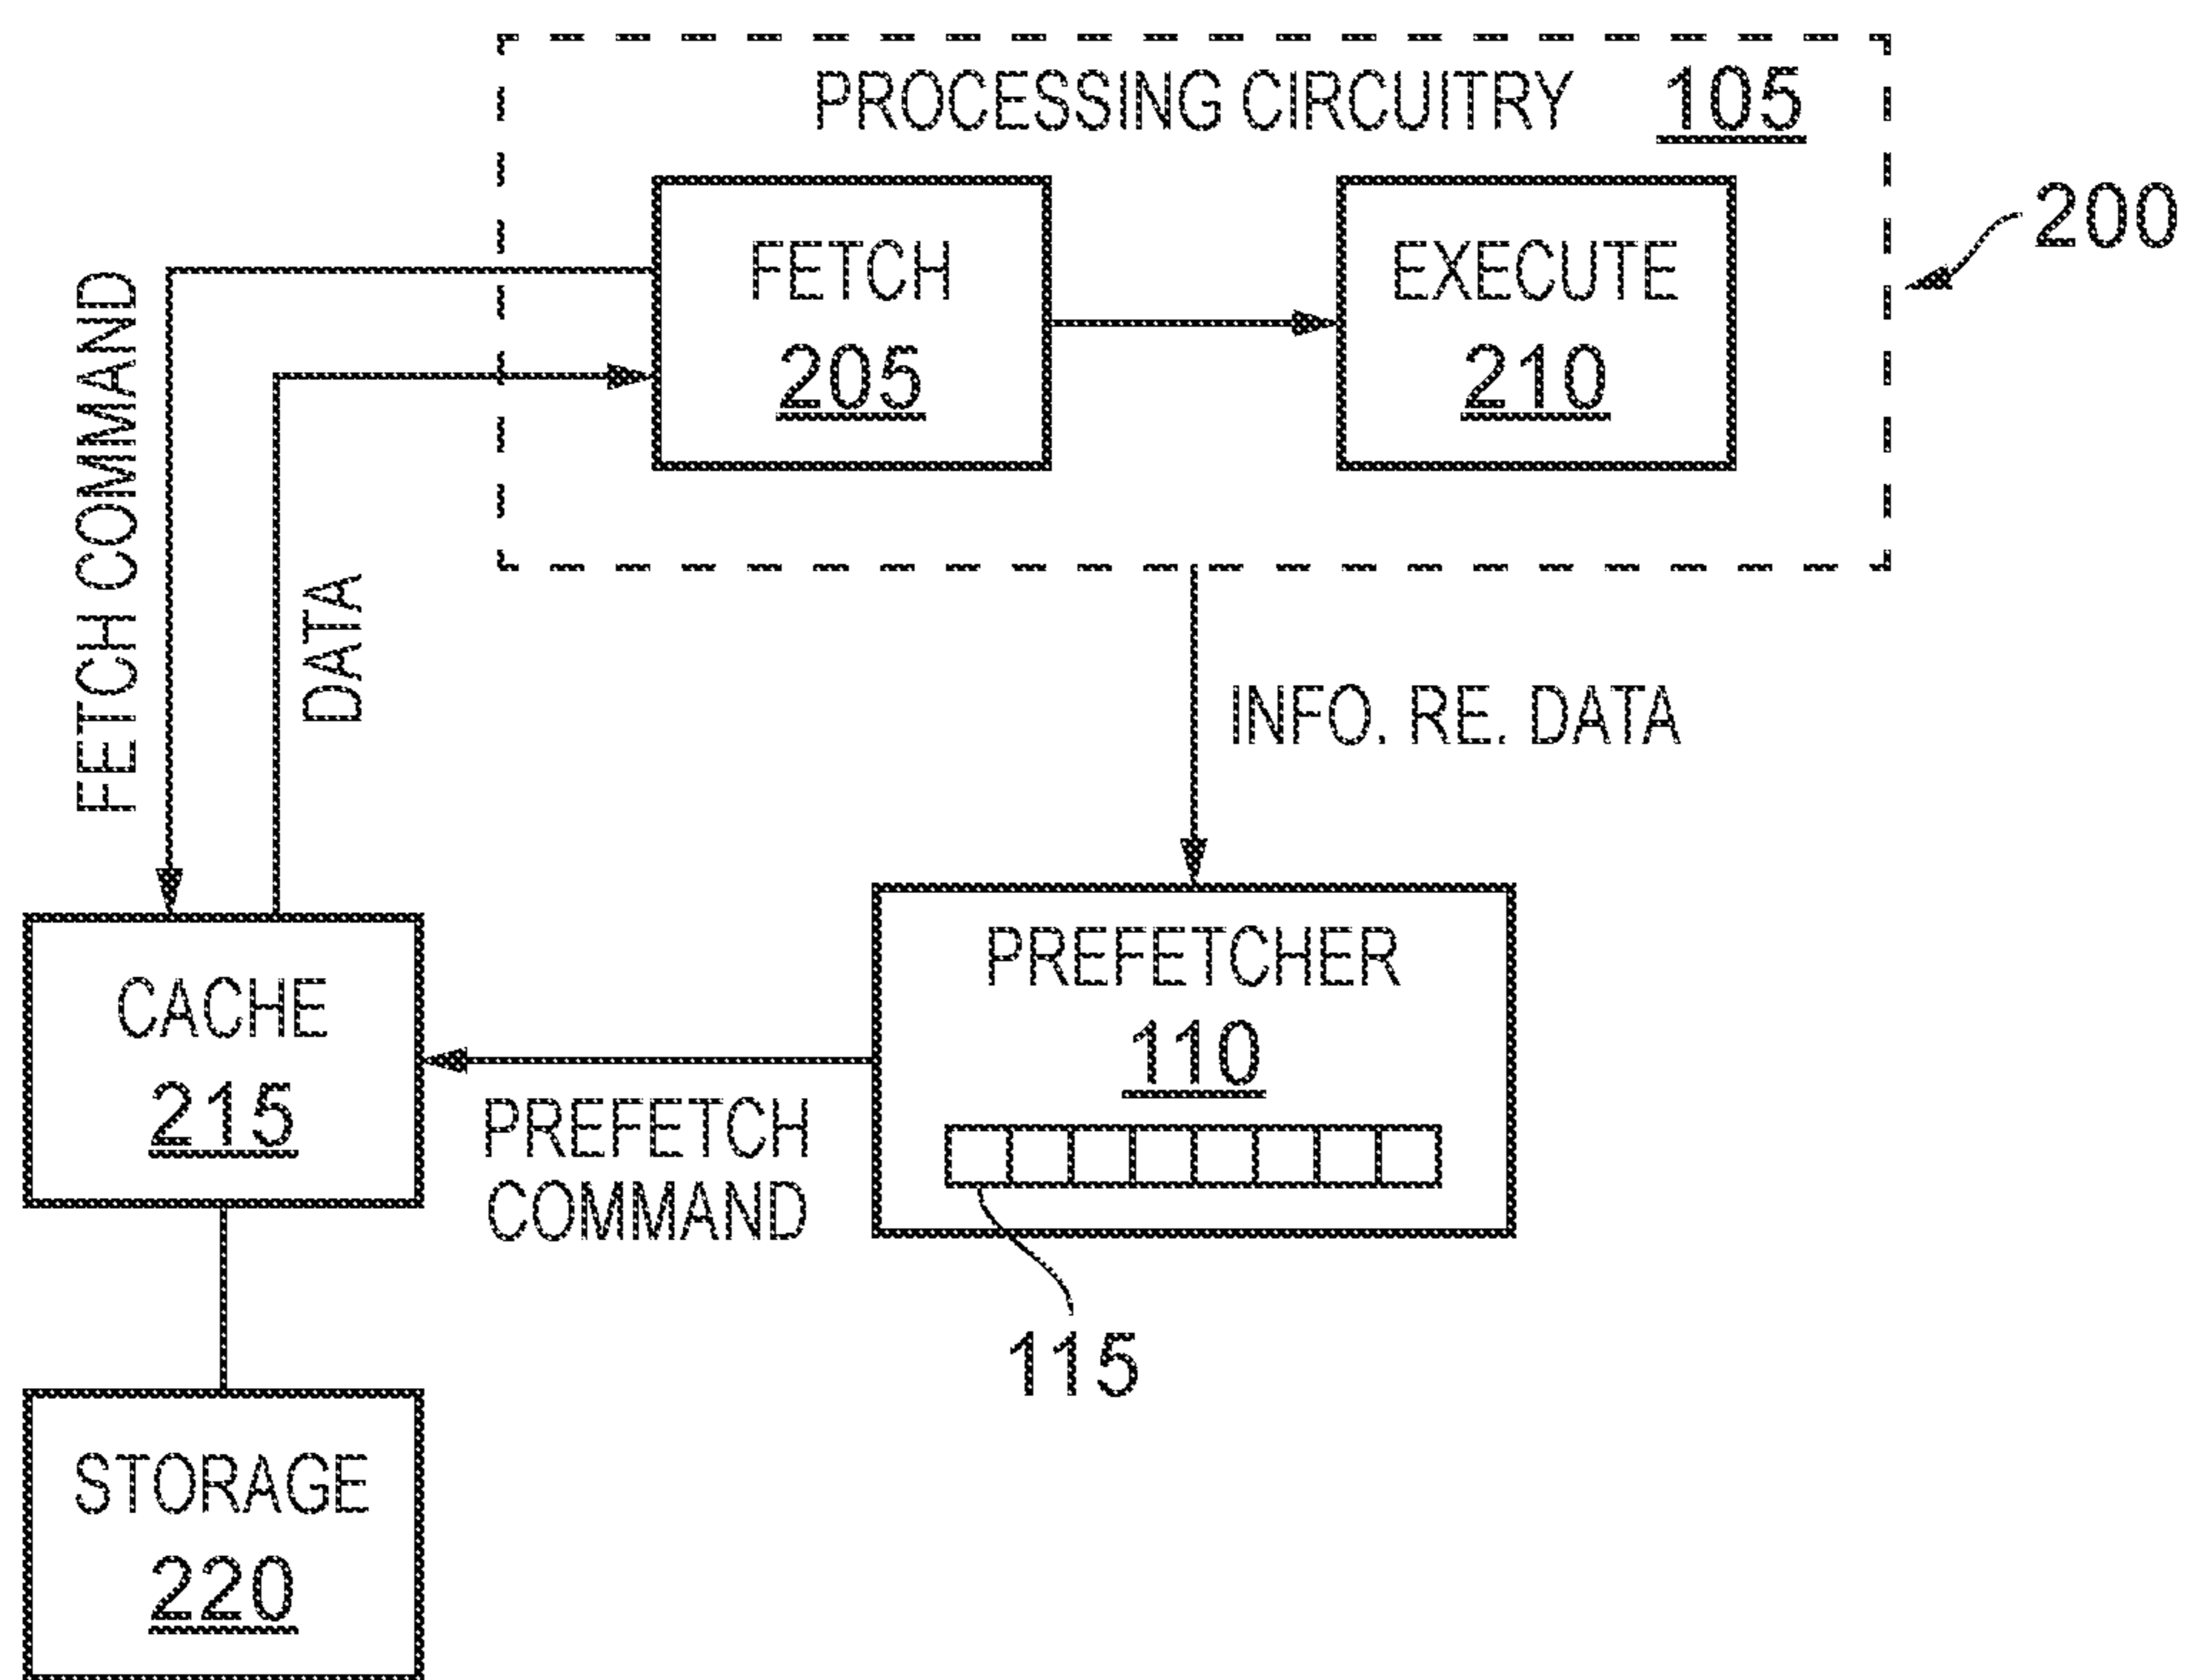 PROCESSING CIRCUITRY 105
200
FETCH
205
EXECUTE
210
FETCH COMMAND
DATA
INFO. RE. DATA
PREFETCHER
110
CACHE
215
PREFETCH
COMMAND
115
STORAGE
220